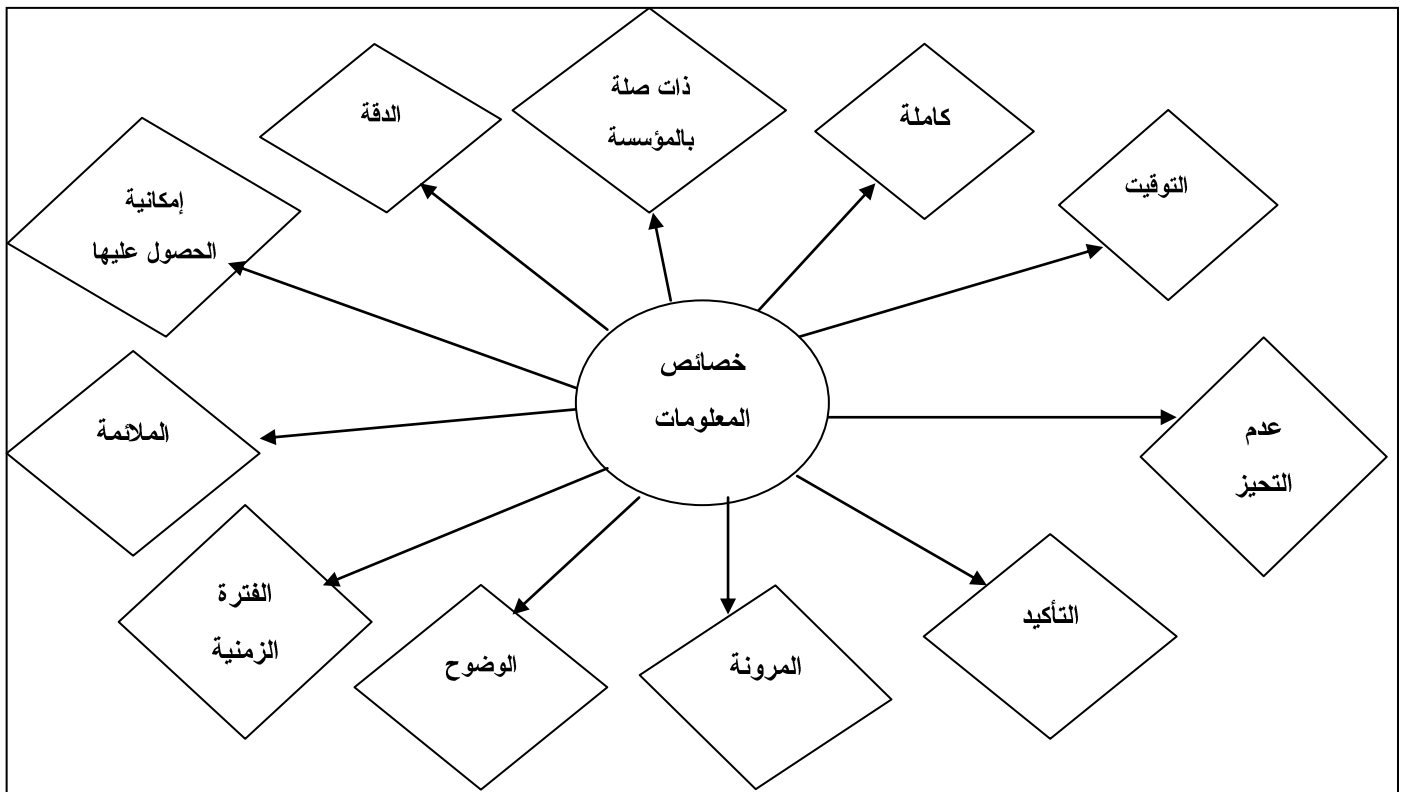 ذات صلة
بالمؤسسة
كاملة
الدقة
التوقيت
إمكانية
الحصول عليها
خصائص
المعلومات
عدم
التحيز
الملائمة
الفترة
الزمنية
التأكيد
الوضوح
المرونة